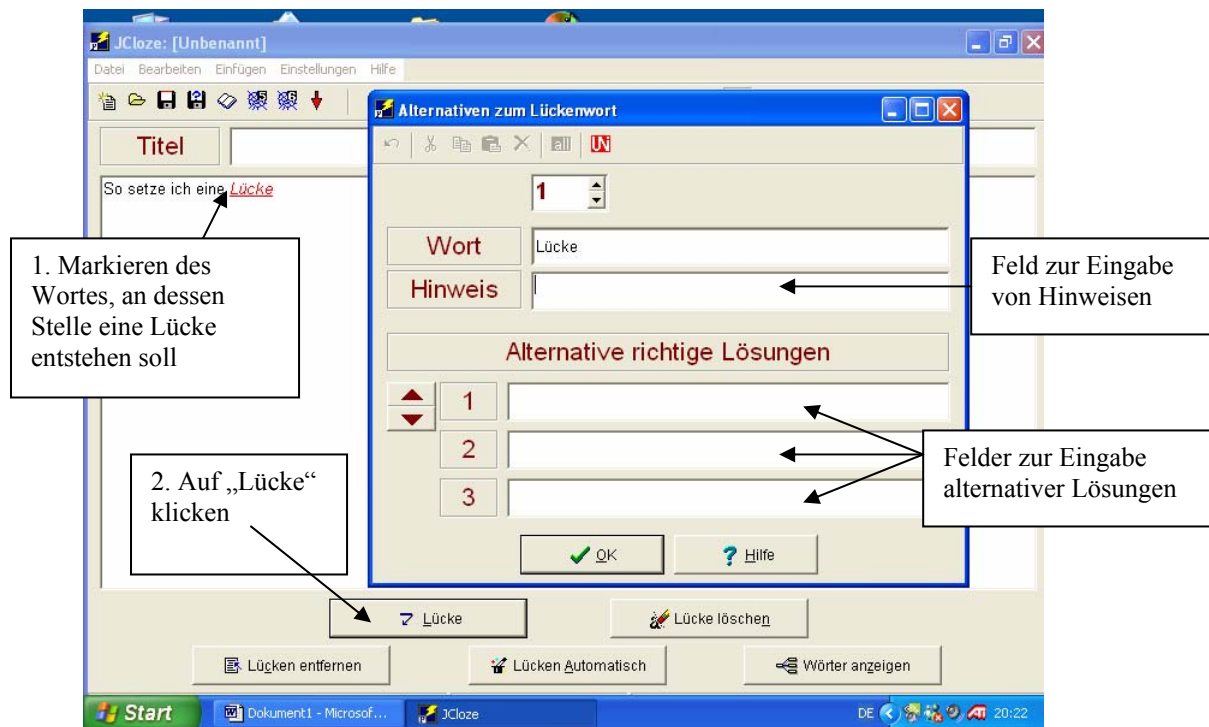 JCloze: [Unbenannt]
Datei Bearbeiten Einfügen Einstellungen Hilfe
Alternativen zum Lückenwort
Titel
all
UN
So setze ich eine Lücke
1
Wort
Lücke
Hinweis
1. Markieren des
Wortes, an dessen
Stelle eine Lücke
entstehen soll
Feld zur Eingabe
von Hinweisen
Alternative richtige Lösungen
1
2
3
Felder zur Eingabe
alternativer Lösungen
2. Auf „Lücke“
klicken
OK
Hilfe
Lücke
Lücke löschen
Lücken entfernen
Lücken Automatisch
Wörter anzeigen
Start
Dokument1 - Microsof...
JCloze
DE
ATI
20:22